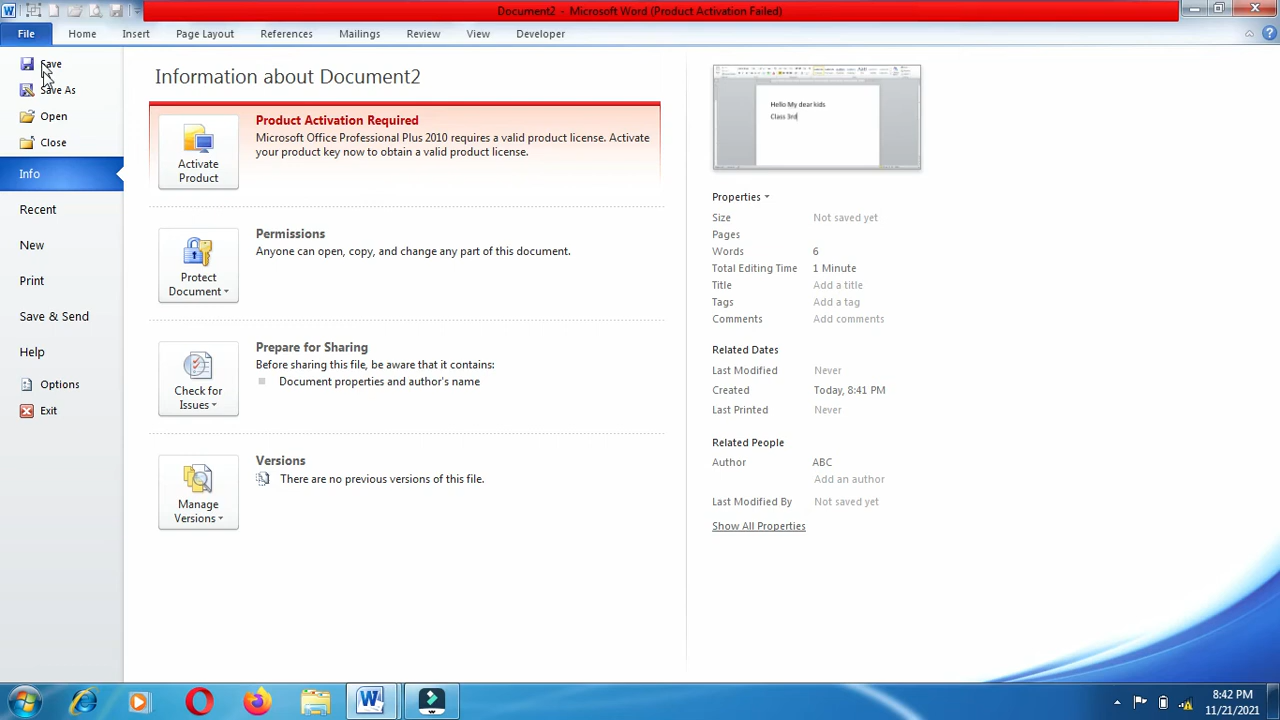 Document2 - Microsoft Word (Product Activation Failed)
File Home Insert Page Layout References Mailings Review View Developer
Save
Save As
Open
Close
Info
Recent
New
Print
Save & Send
Help
Options
Exit
Information about Document2
Activate Product
Product Activation Required
Microsoft Office Professional Plus 2010 requires a valid product license. Activate
your product key now to obtain a valid product license.
Protect Document
Permissions
Anyone can open, copy, and change any part of this document.
Check for Issues
Prepare for Sharing
Before sharing this file, be aware that it contains:
Document properties and author's name
Manage Versions
Versions
There are no previous versions of this file.
Hello My dear kids
Class 3rd
Properties
Size Not saved yet
Pages
Words 6
Total Editing Time 1 Minute
Title Add a title
Tags Add a tag
Comments Add comments
Related Dates
Last Modified Never
Created Today, 8:41 PM
Last Printed Never
Related People
Author ABC
Add an author
Last Modified By Not saved yet
Show All Properties
8:42 PM
11/21/2021